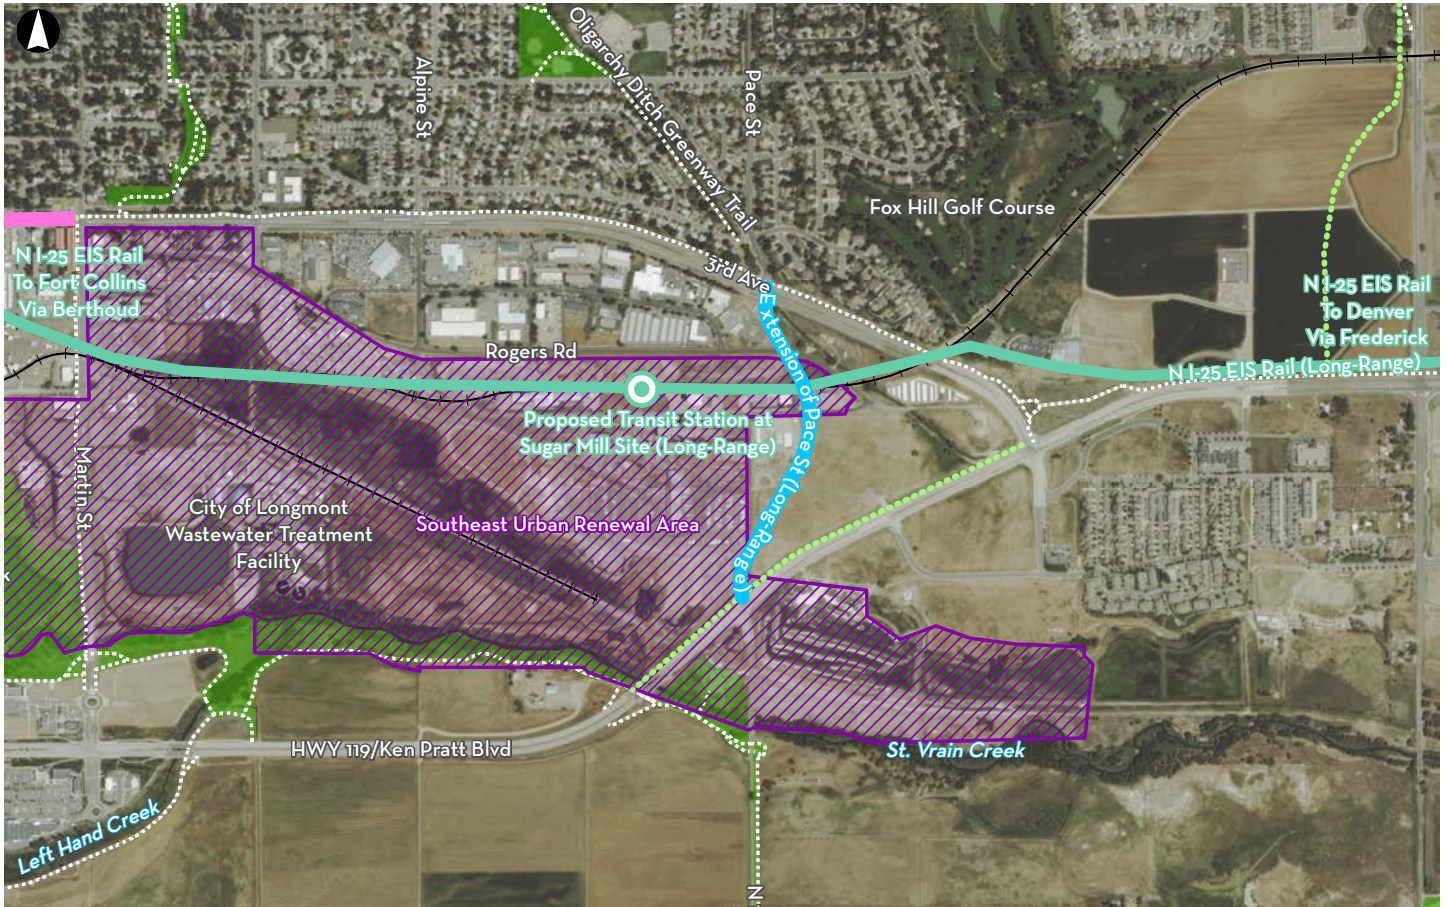 Oligarchy Ditch Greenway Trail
Alpine St
Pace St
Fox Hill Golf Course
3rd Ave
N I-25 EIS Rail
To Fort Collins
Via Berthoud
N I-25 EIS Rail
To Denver
Via Frederick
Rogers Rd
Extension of Pace St (Long-Range)
N I-25 EIS Rail (Long-Range)
Proposed Transit Station at
Sugar Mill Site (Long-Range)
Martin St
City of Longmont
Wastewater Treatment
Facility
Southeast Urban Renewal Area
HWY 119/Ken Pratt Blvd
St. Vrain Creek
Left Hand Creek
N